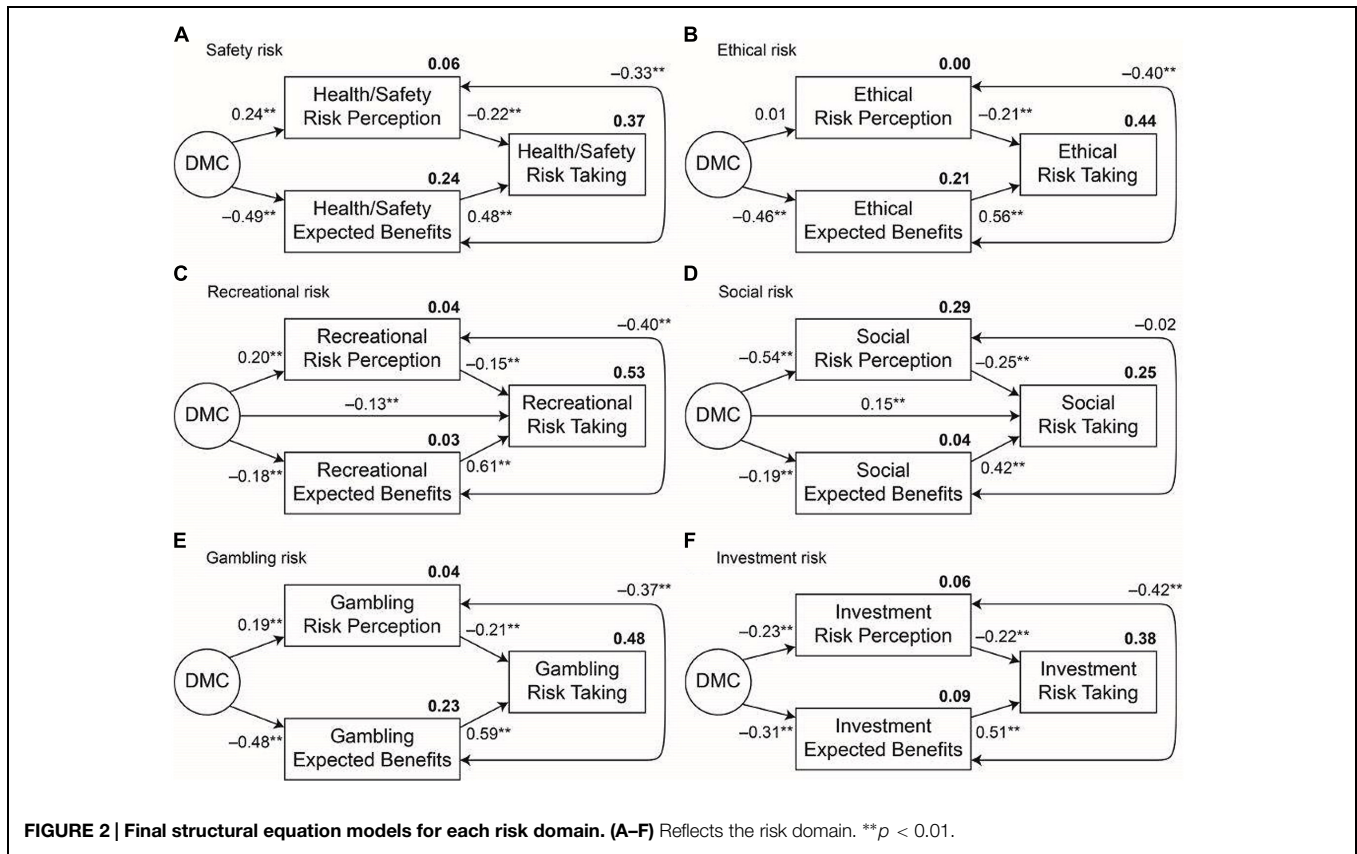 A
Safety risk
0.06
−0.33**
Health/Safety
Risk Perception
0.24**
−0.22**
0.37
DMC
Health/Safety
Risk Taking
0.24
−0.49**
Health/Safety
Expected Benefits
0.48**
B
Ethical risk
0.00
−0.40**
Ethical
Risk Perception
0.01
−0.21**
0.44
DMC
Ethical
Risk Taking
0.21
−0.46**
Ethical
Expected Benefits
0.56**
C
Recreational risk
0.04
−0.40**
Recreational
Risk Perception
0.20**
−0.15**
0.53
−0.13**
DMC
Recreational
Risk Taking
0.03
−0.18**
Recreational
Expected Benefits
0.61**
D
Social risk
0.29
−0.02
Social
Risk Perception
−0.54**
−0.25**
0.25
0.15**
DMC
Social
Risk Taking
0.04
−0.19**
Social
Expected Benefits
0.42**
E
Gambling risk
0.04
−0.37**
Gambling
Risk Perception
0.19**
−0.21**
0.48
DMC
Gambling
Risk Taking
0.23
−0.48**
Gambling
Expected Benefits
0.59**
F
Investment risk
0.06
−0.42**
Investment
Risk Perception
−0.23**
−0.22**
0.38
DMC
Investment
Risk Taking
0.09
−0.31**
Investment
Expected Benefits
0.51**
FIGURE 2 | Final structural equation models for each risk domain. (A–F) Reflects the risk domain. **p < 0.01.